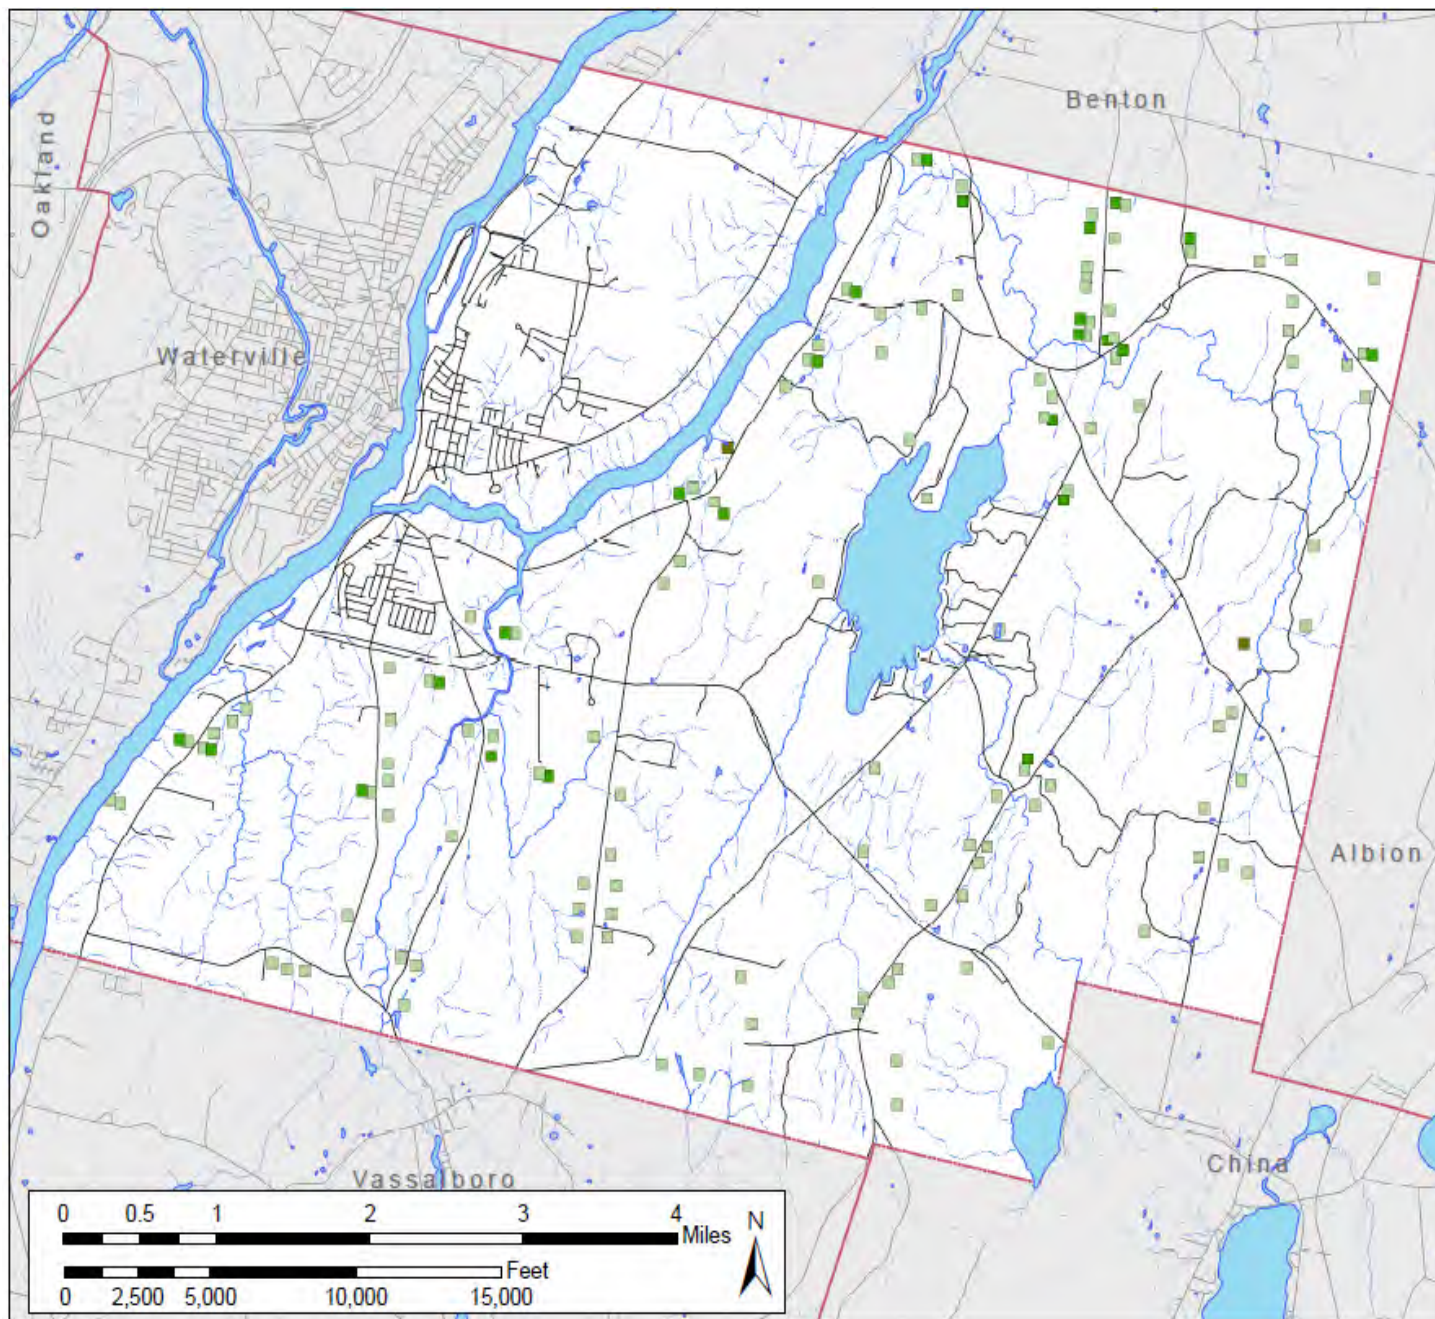 Benton
Oakland
Waterville
Albion
China
Vassalboro
0 0.5 1 2 3 4
Miles
N
Feet
0 2,500 5,000 10,000 15,000